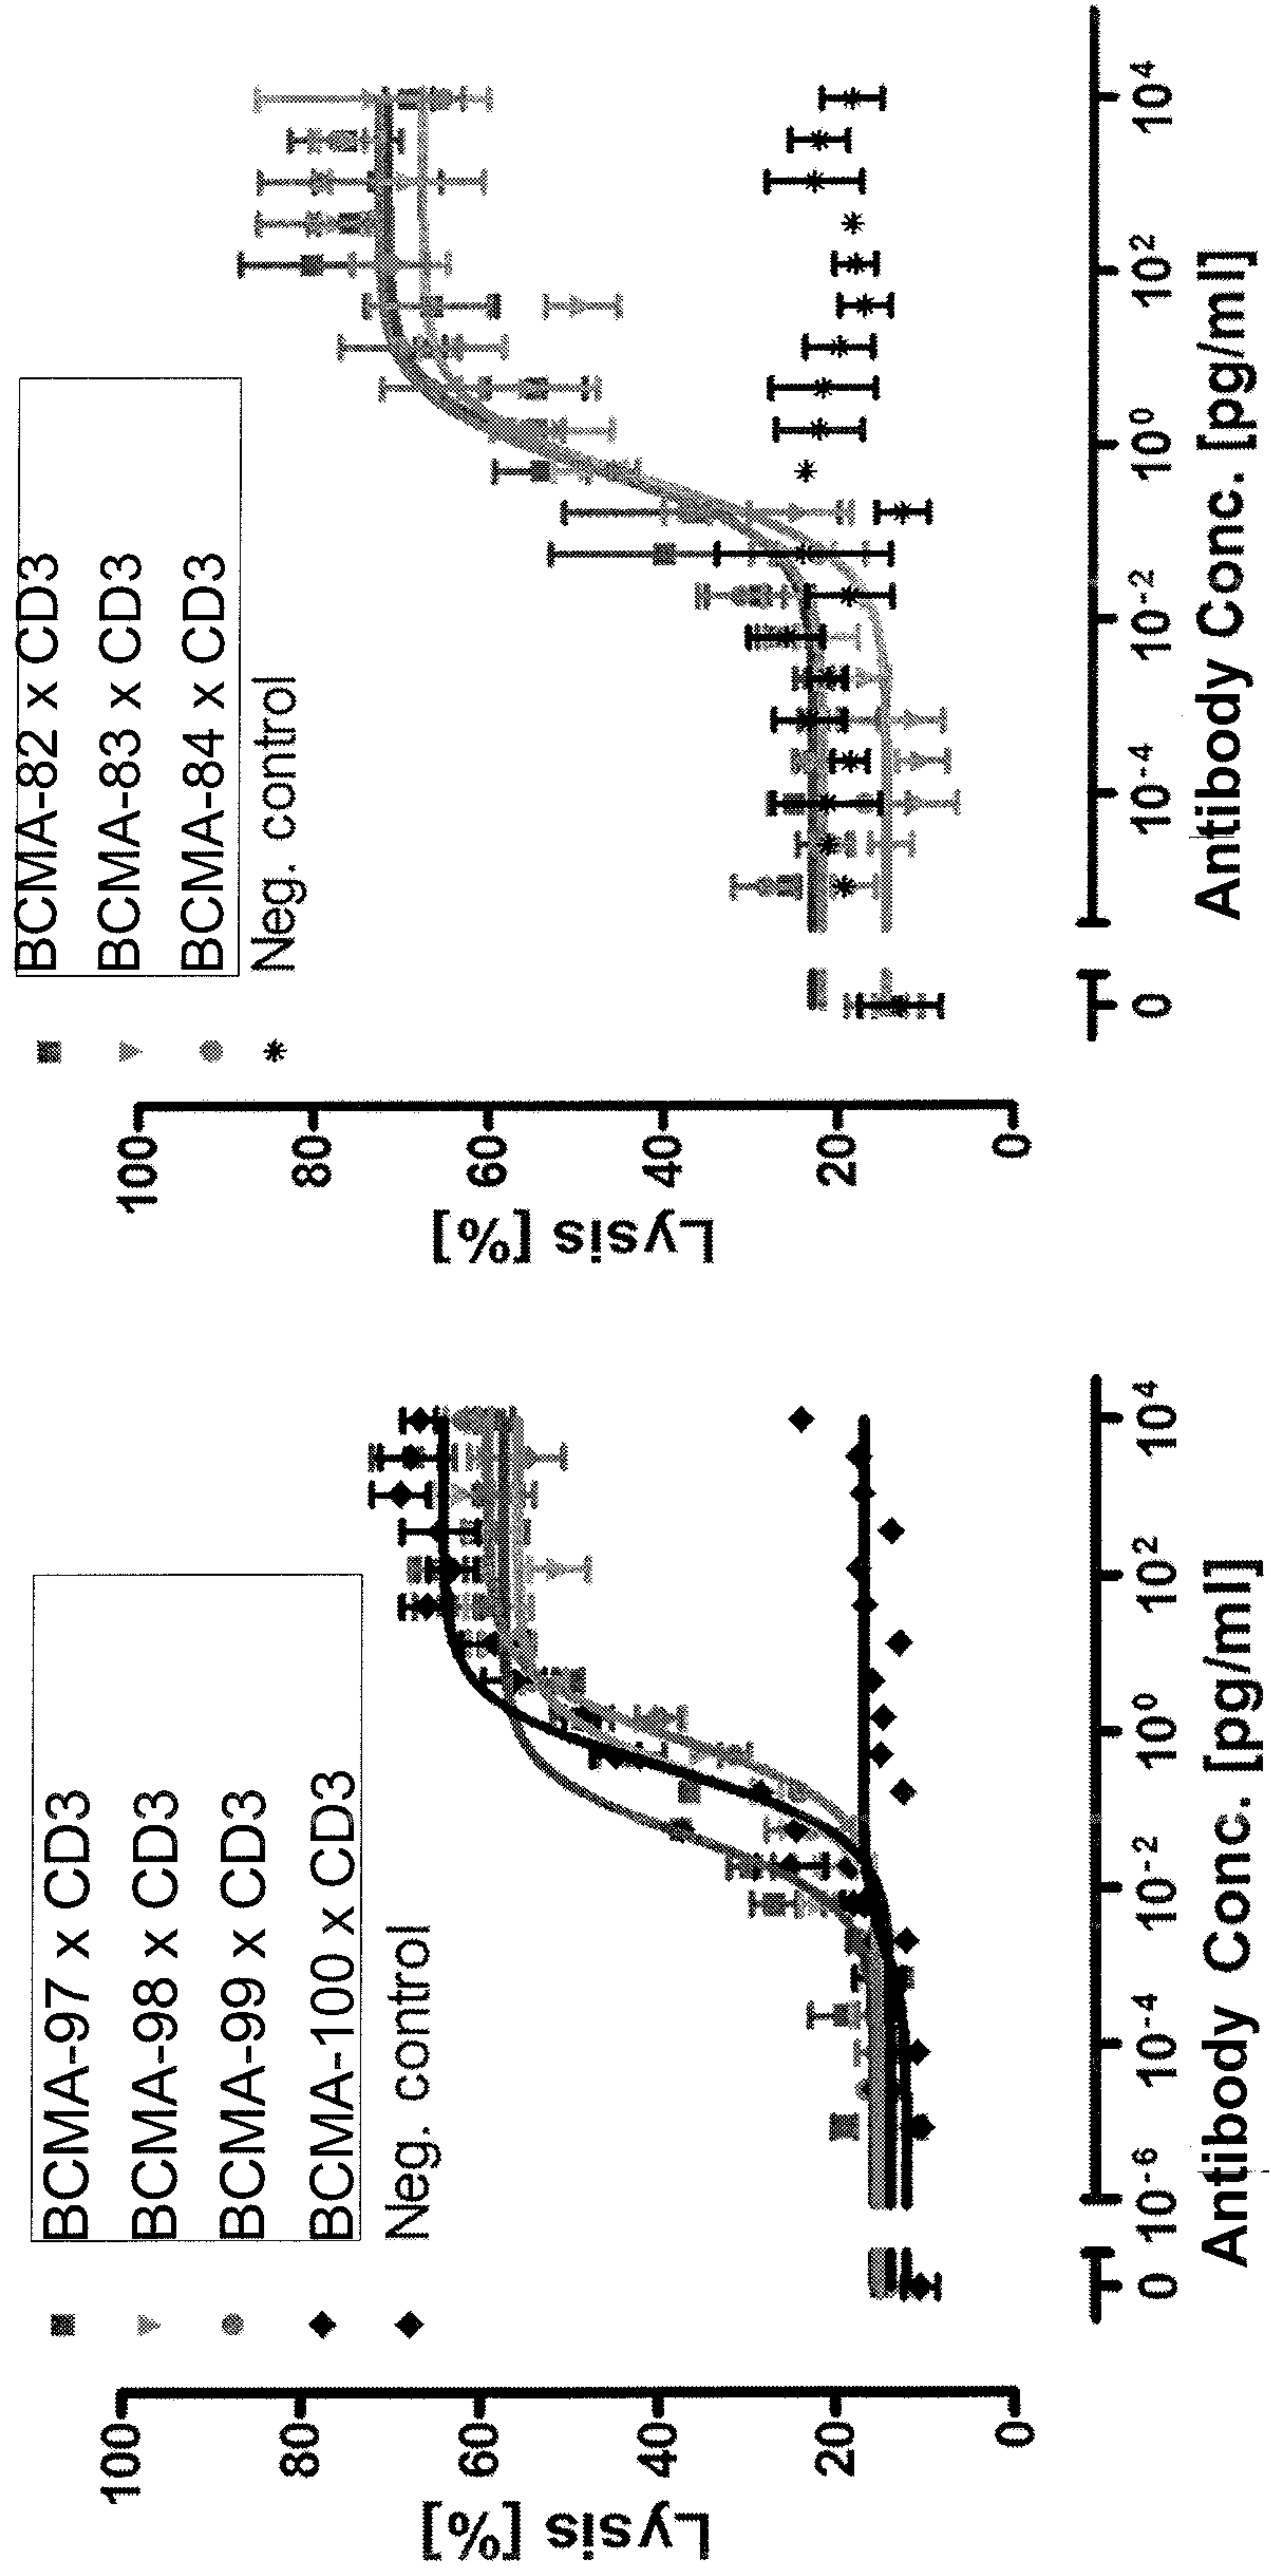 BCMA-97 x CD3
BCMA-98 x CD3
BCMA-99 x CD3
BCMA-100 x CD3
Neg. control
Lysis [%]
100
80
60
40
20
0
0 10-6 10-4 10-2 100 102 104
Antibody Conc. [pg/ml]
BCMA-82 x CD3
BCMA-83 x CD3
BCMA-84 x CD3
Neg. control
Lysis [%]
100
80
60
40
20
0
0 10-4 10-2 100 102 104
Antibody Conc. [pg/ml]